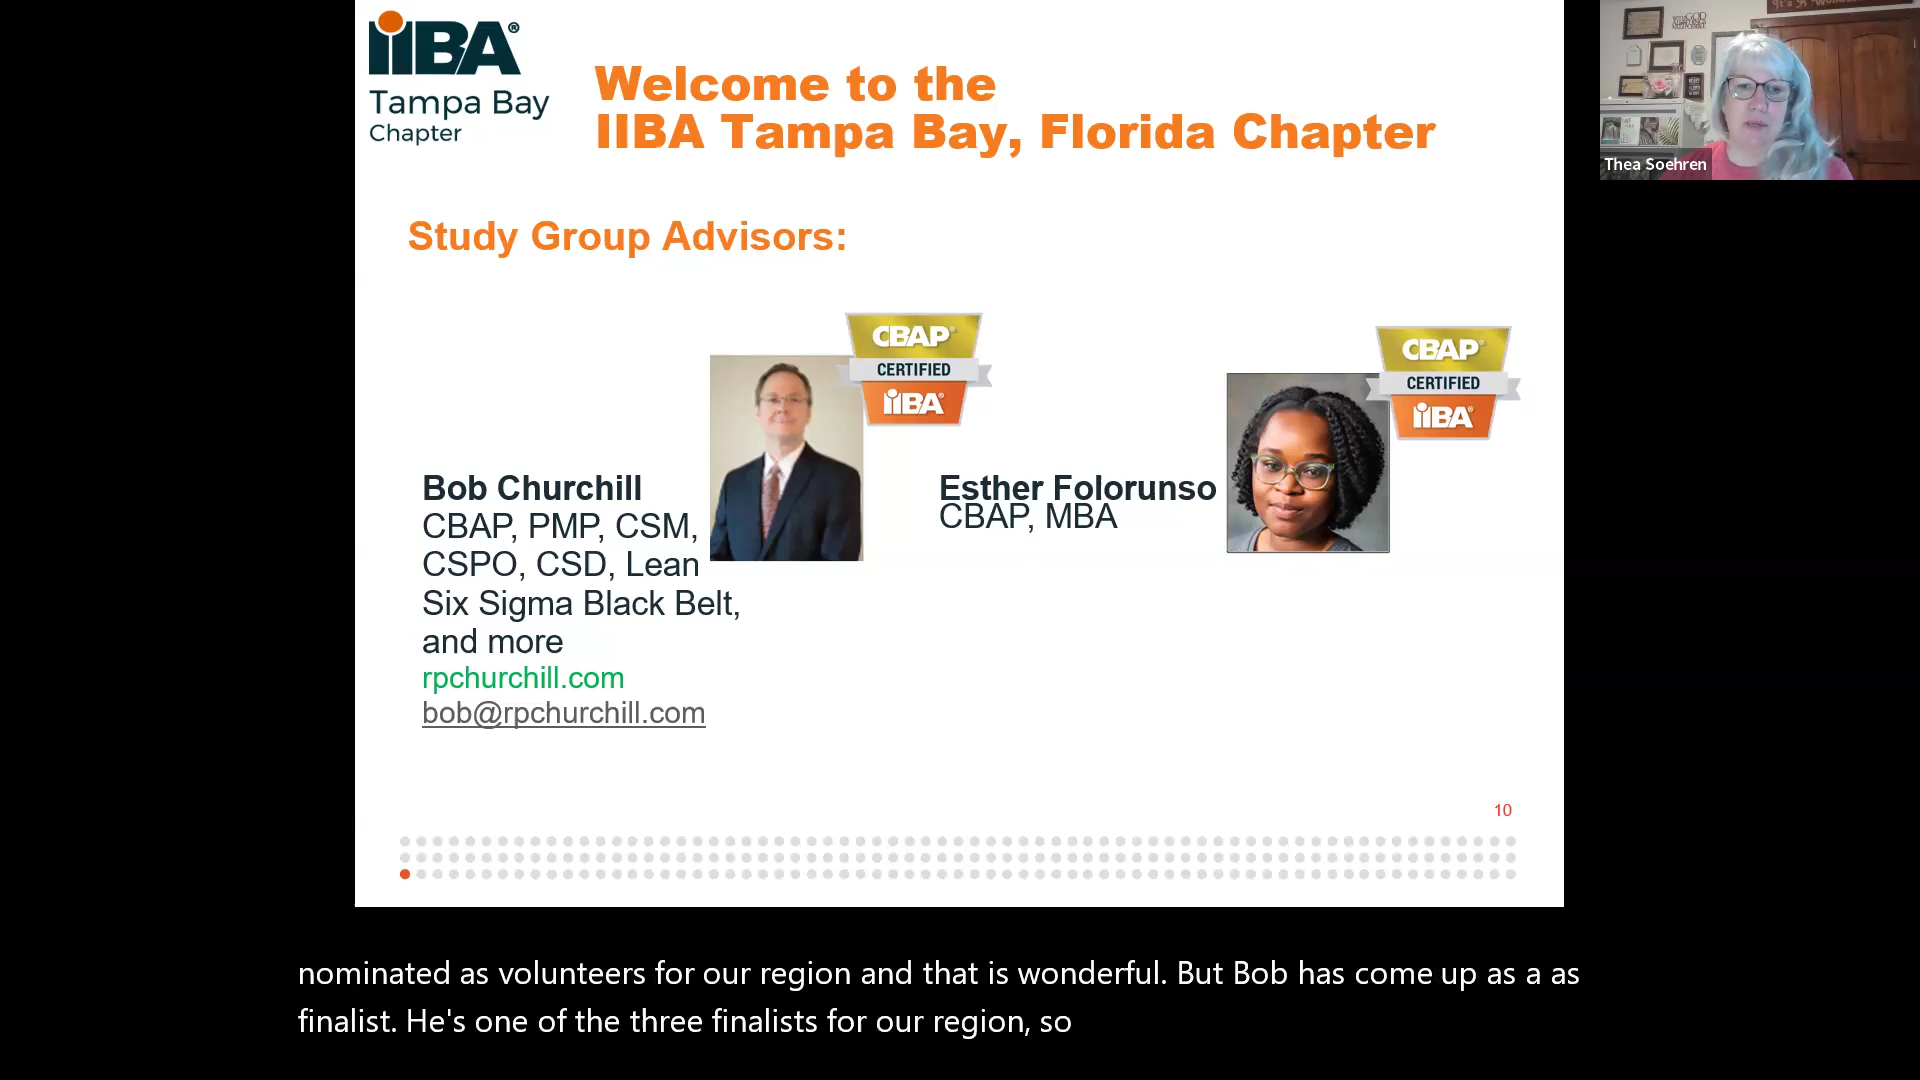 iiBA®
Tampa Bay
Chapter
Welcome to the
IIBA Tampa Bay, Florida Chapter
Study Group Advisors:
CBAP®
CERTIFIED
iiBA®
Bob Churchill
CBAP, PMP, CSM,
CSPO, CSD, Lean
Six Sigma Black Belt,
and more
rpchurchill.com
bob@rpchurchill.com
CBAP®
CERTIFIED
iiBA®
Esther Folorunso
CBAP, MBA
10
Thea Soehren
nominated as volunteers for our region and that is wonderful. But Bob has come up as a as
finalist. He's one of the three finalists for our region, so